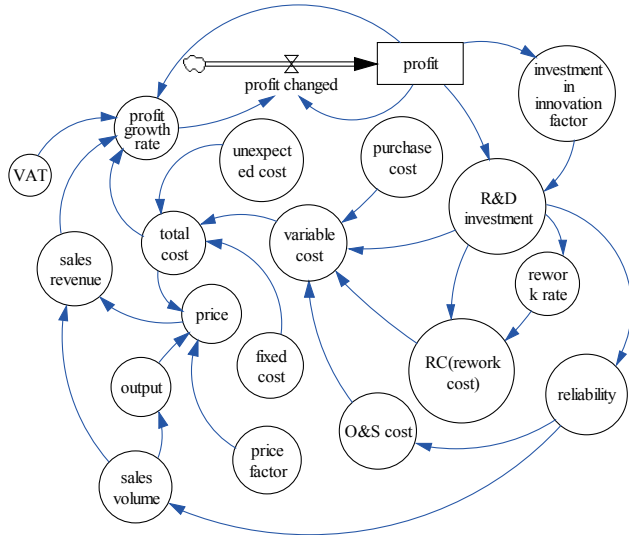 profit
profit changed
investment
in
innovation
factor
profit
growth
rate
unexpect
ed cost
purchase
cost
VAT
R&D
investment
total
cost
variable
cost
sales
revenue
rewor
k rate
price
fixed
cost
RC(rework
cost)
output
reliability
O&S cost
price
factor
sales
volume